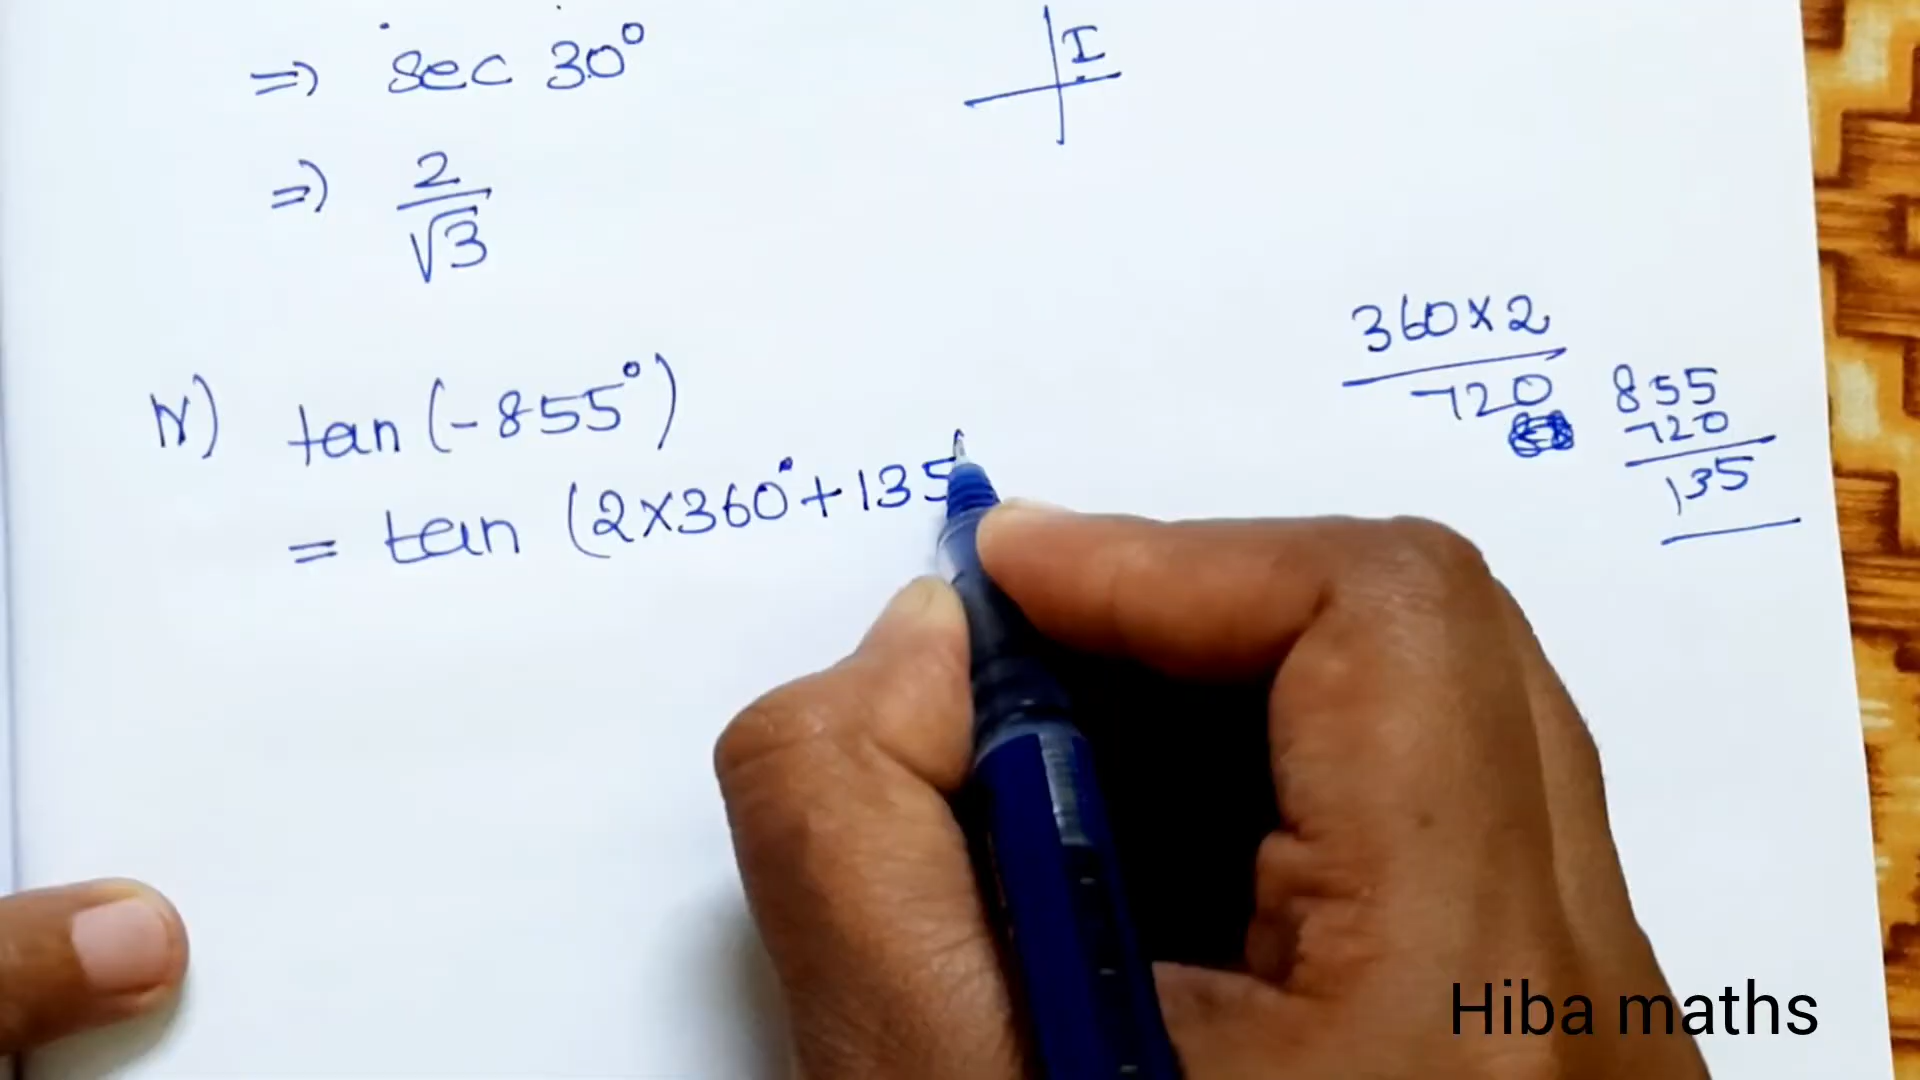 => sec 30°
I
=> 2/√3
360×2
720
855
720
135
IV) tan (-855°)
= tan (2×360°+135
Hiba maths